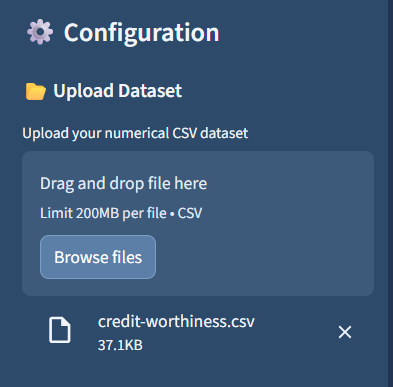 Configuration
Upload Dataset
Upload your numerical CSV dataset
Drag and drop file here
Limit 200MB per file • CSV
Browse files
credit-worthiness.csv
37.1KB